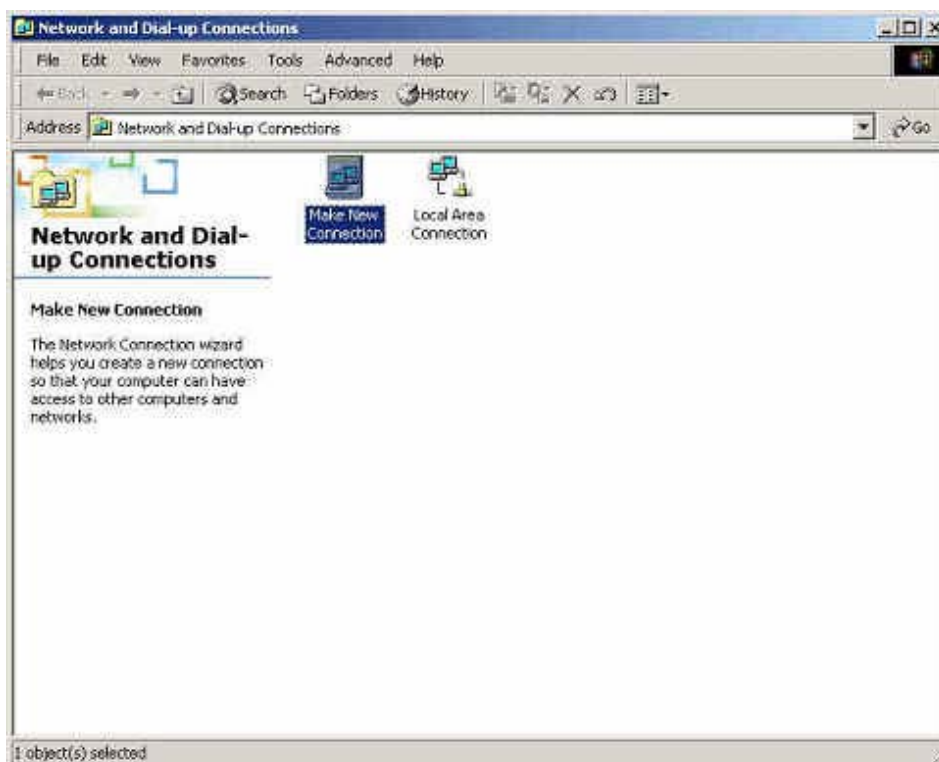 Network and Dial-up Connections
File Edit View Favorites Tools Advanced Help
Back Search Folders History
Address Network and Dial-up Connections Go
Make New
Connection
Local Area
Connection
Network and Dial-
up Connections
Make New Connection
The Network Connection wizard
helps you create a new connection
so that your computer can have
access to other computers and
networks.
1 object(s) selected